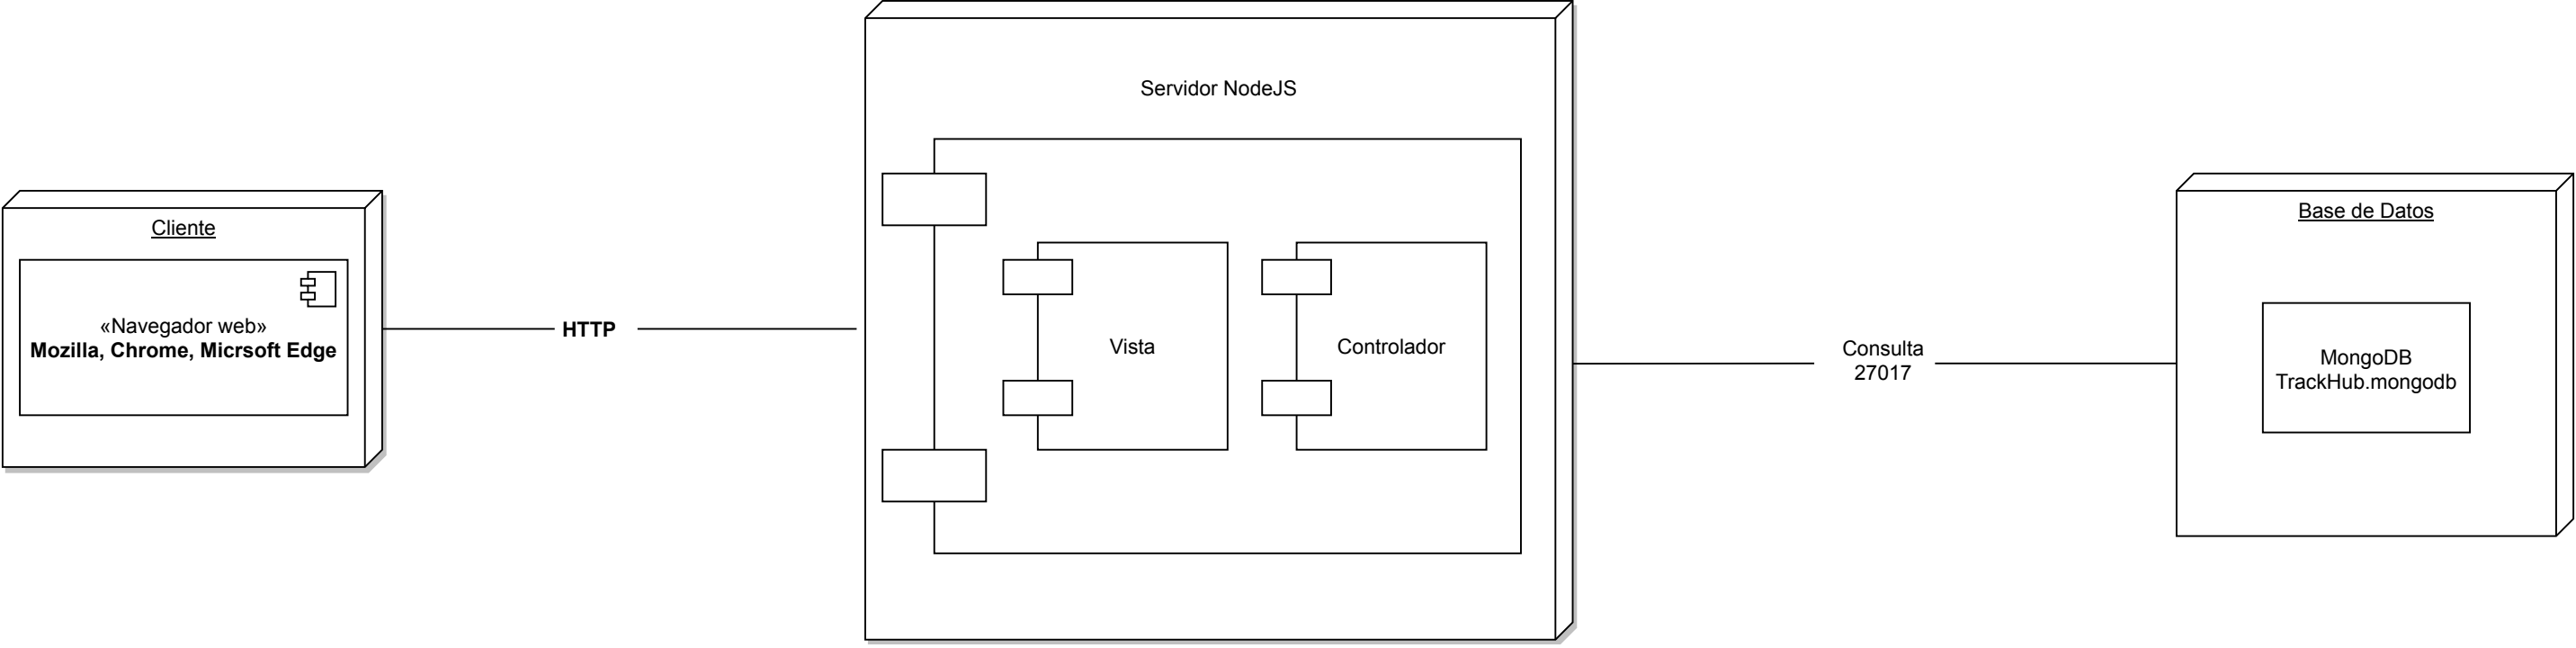 Cliente
«Navegador web»
Mozilla, Chrome, Micrsoft Edge
HTTP
Servidor NodeJS
Vista
Controlador
Consulta
27017
Base de Datos
MongoDB
TrackHub.mongodb